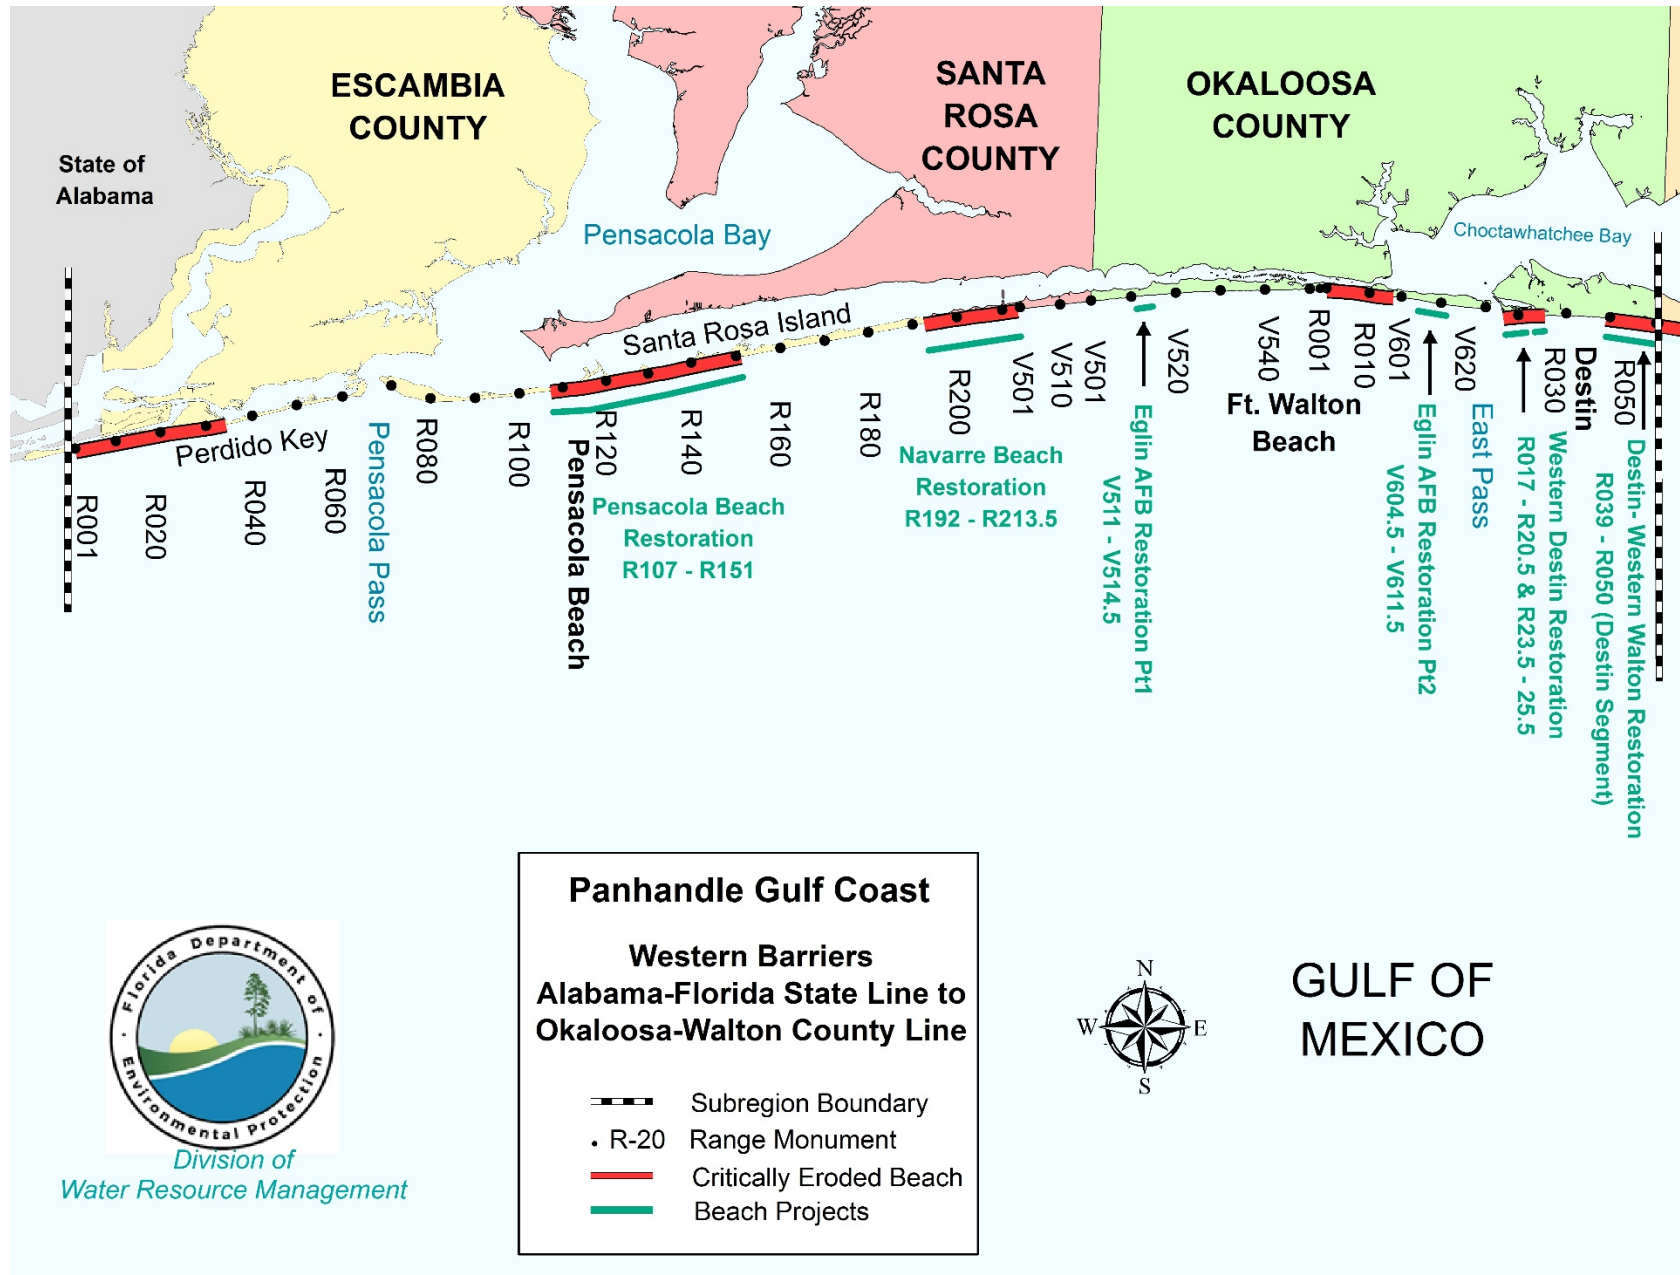 ESCAMBIA
COUNTY
SANTA
ROSA
COUNTY
OKALOOSA
COUNTY
State of
Alabama
Pensacola Bay
Choctawhatchee Bay
Santa Rosa Island
Perdido Key
R001
R020
R040
R060
Pensacola Pass
R080
R100
Pensacola Beach
R120
R140
R160
R180
R200
V501
V510
V501
V520
V540
R001
R010
V601
V620
East Pass
R030
Destin
R050
Ft. Walton
Beach
Pensacola Beach
Restoration
R107 - R151
Navarre Beach
Restoration
R192 - R213.5
Eglin AFB Restoration Pt1
V511 - V514.5
Eglin AFB Restoration Pt2
V604.5 - V611.5
Western Destin Restoration
R017 - R20.5 & R23.5 - 25.5
Destin- Western Walton Restoration
R039 - R050 (Destin Segment)
Panhandle Gulf Coast
Western Barriers
Alabama-Florida State Line to
Okaloosa-Walton County Line
Subregion Boundary
R-20 Range Monument
Critically Eroded Beach
Beach Projects
Florida Department of
Environmental Protection
Division of
Water Resource Management
N
W E
S
GULF OF
MEXICO